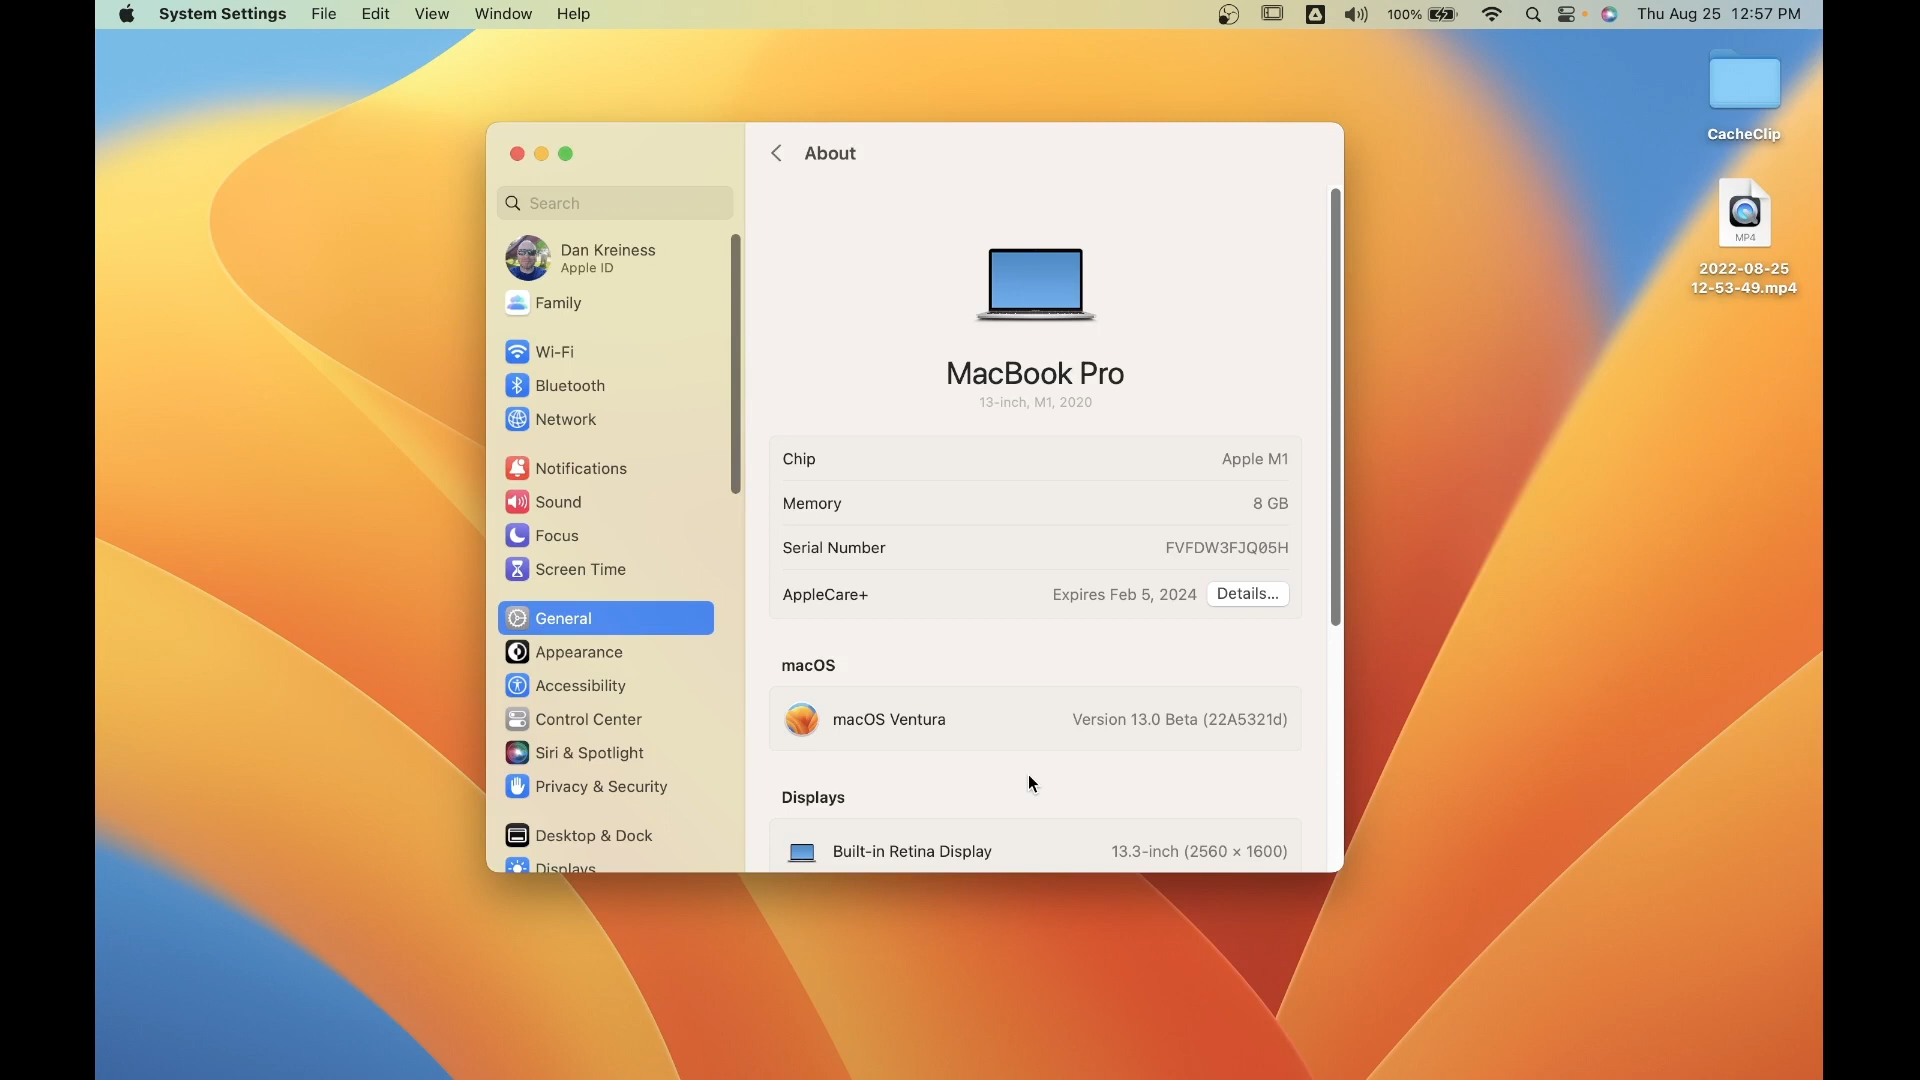 System Settings File Edit View Window Help 100% Thu Aug 25 12:57 PM
CacheClip
MP4
2022-08-25
12-53-49.mp4
About
Search
Dan Kreiness
Apple ID
Family
Wi-Fi
Bluetooth
Network
Notifications
Sound
Focus
Screen Time
General
Appearance
Accessibility
Control Center
Siri & Spotlight
Privacy & Security
Desktop & Dock
Displays
MacBook Pro
13-inch, M1, 2020
Chip Apple M1
Memory 8 GB
Serial Number FVFDW3FJQ05H
AppleCare+ Expires Feb 5, 2024 Details...
macOS
macOS Ventura Version 13.0 Beta (22A5321d)
Displays
Built-in Retina Display 13.3-inch (2560 × 1600)